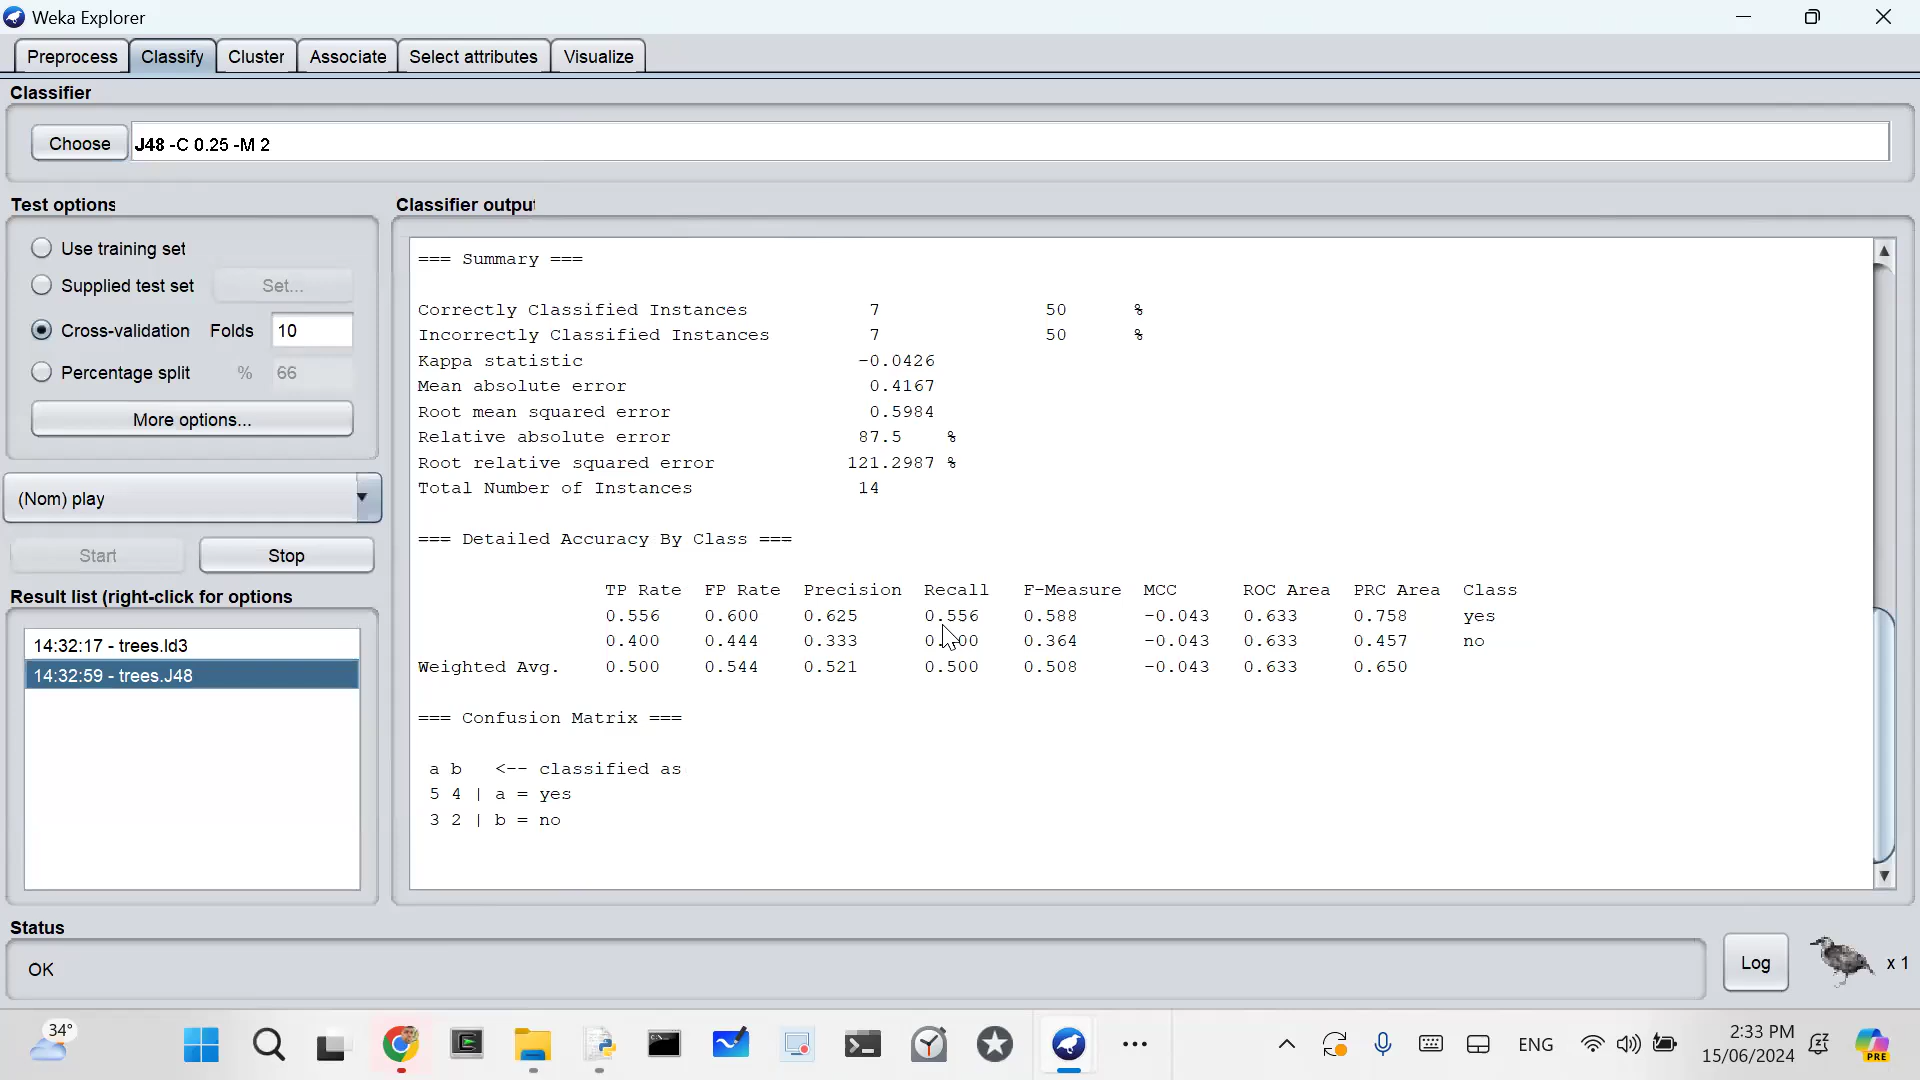 Weka Explorer
Preprocess Classify Cluster Associate Select attributes Visualize
Classifier
Choose J48 -C 0.25 -M 2
Test options
Use training set
Supplied test set Set...
Cross-validation Folds 10
Percentage split % 66
More options...
(Nom) play
Start Stop
Result list (right-click for options
14:32:17 - trees.Id3
14:32:59 - trees.J48
Classifier output
=== Summary ===
Correctly Classified Instances 7 50 %
Incorrectly Classified Instances 7 50 %
Kappa statistic -0.0426
Mean absolute error 0.4167
Root mean squared error 0.5984
Relative absolute error 87.5 %
Root relative squared error 121.2987 %
Total Number of Instances 14
=== Detailed Accuracy By Class ===
TP Rate FP Rate Precision Recall F-Measure MCC ROC Area PRC Area Class
0.556 0.600 0.625 0.556 0.588 -0.043 0.633 0.758 yes
0.400 0.444 0.333 0.364 -0.043 0.633 0.457 no
Weighted Avg. 0.500 0.544 0.521 0.500 0.508 -0.043 0.633 0.650
=== Confusion Matrix ===
a b <-- classified as
5 4 | a = yes
3 2 | b = no
Status
OK
Log
x 1
34°
ENG
2:33 PM
15/06/2024
PRE